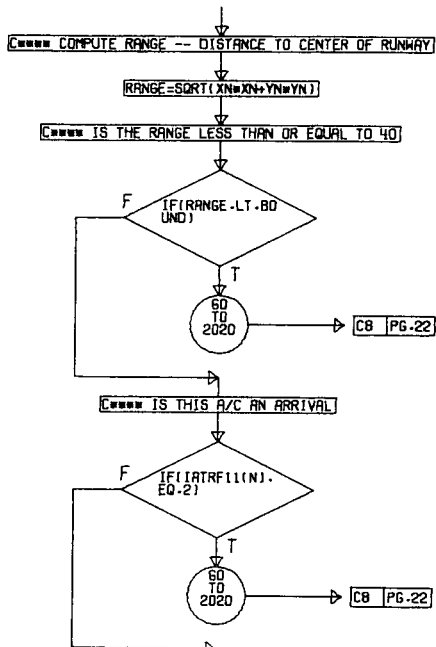 C**** COMPUTE RANGE -- DISTANCE TO CENTER OF RUNWAY
RANGE=SQRT(XN*XN+YN*YN)
C**** IS THE RANGE LESS THAN OR EQUAL TO 40
F
IF(RANGE.LT.BO
UND)
T
GO
TO
2020
C8 PG.22
C**** IS THIS A/C AN ARRIVAL
F
IF(IATRF11(N).
EQ.2)
T
GO
TO
2020
C8 PG.22